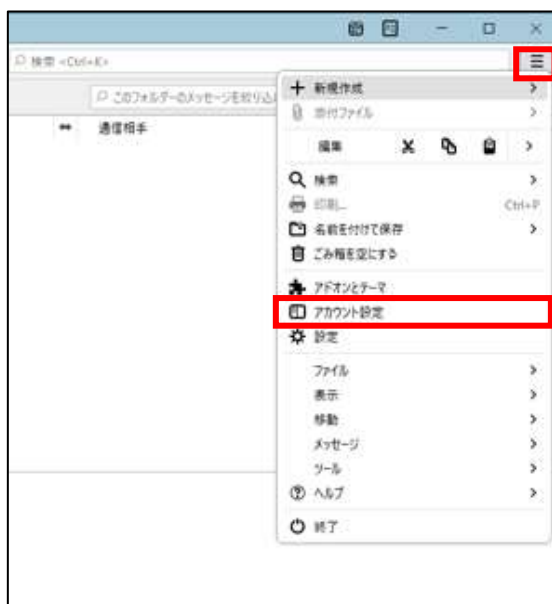 検索 <Ctrl+K>
このフォルダーのメッセージを絞り込
通信相手
新規作成
添付ファイル
編集
検索
印刷... Ctrl+P
名前を付けて保存
ごみ箱を空にする
アドオンとテーマ
アカウント設定
設定
ファイル
表示
移動
メッセージ
ツール
ヘルプ
終了